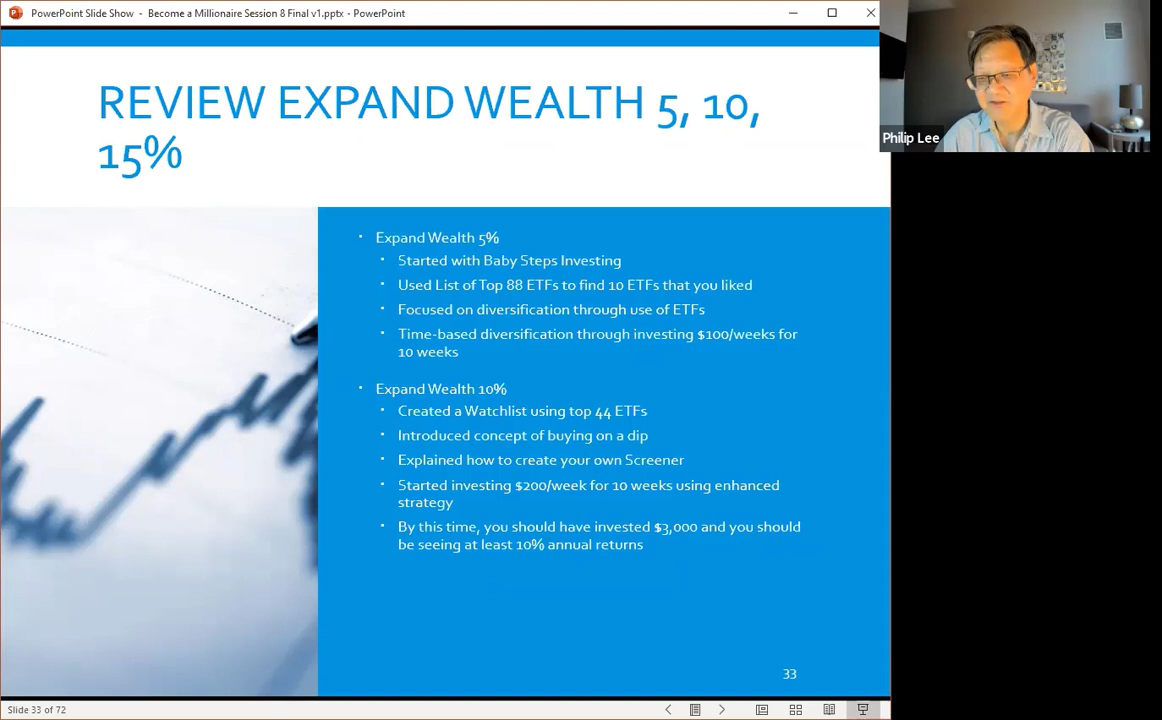 PowerPoint Slide Show - Become a Millionaire Session 8 Final v1.pptx - PowerPoint
REVIEW EXPAND WEALTH 5, 10,
15%
Philip Lee
• Expand Wealth 5%
• Started with Baby Steps Investing
• Used List of Top 88 ETFs to find 10 ETFs that you liked
• Focused on diversification through use of ETFs
• Time-based diversification through investing $100/weeks for
10 weeks
• Expand Wealth 10%
• Created a Watchlist using top 44 ETFs
• Introduced concept of buying on a dip
• Explained how to create your own Screener
• Started investing $200/week for 10 weeks using enhanced
strategy
• By this time, you should have invested $3,000 and you should
be seeing at least 10% annual returns
33
Slide 33 of 72